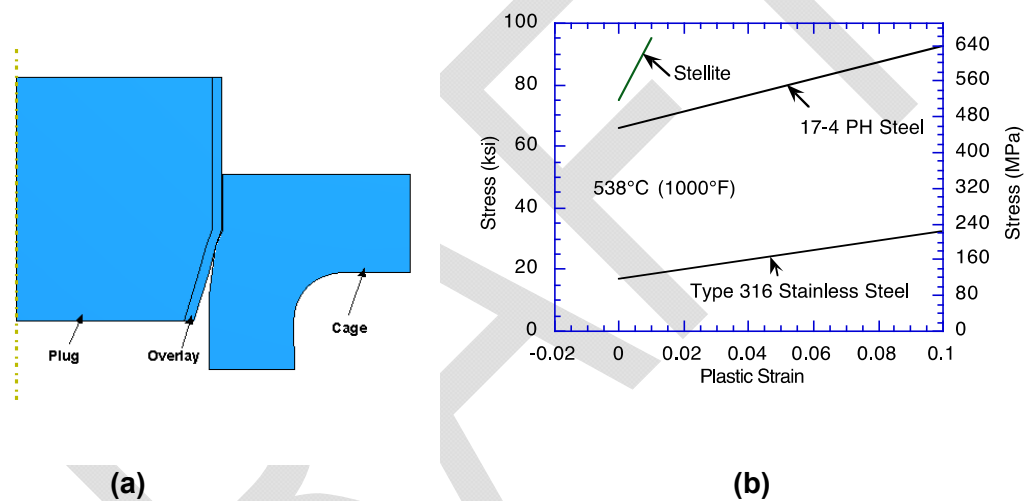 Plug
Overlay
Cage
(a)
100
80
60
40
20
0
Stress (ksi)
640
560
480
400
320
240
160
80
0
Stress (MPa)
Stellite
17-4 PH Steel
538°C (1000°F)
Type 316 Stainless Steel
-0.02
0
0.02
0.04
0.06
0.08
0.1
Plastic Strain
(b)